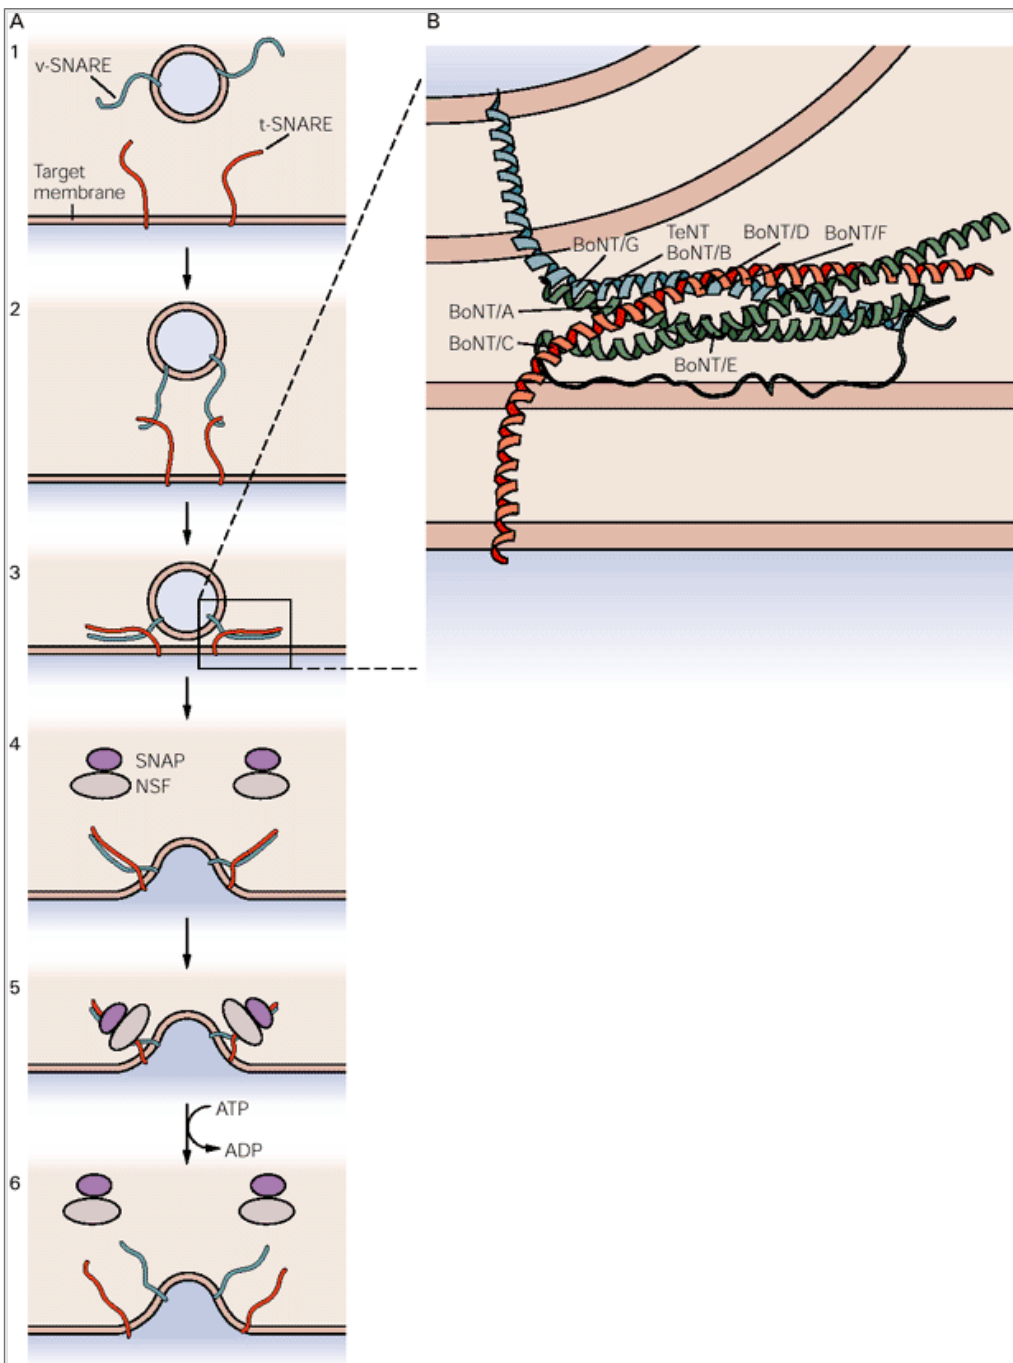 A
B
1
v-SNARE
t-SNARE
Target
membrane
2
3
4
SNAP
NSF
5
ATP
ADP
6
BoNT/G
TeNT
BoNT/B
BoNT/D
BoNT/F
BoNT/A
BoNT/C
BoNT/E